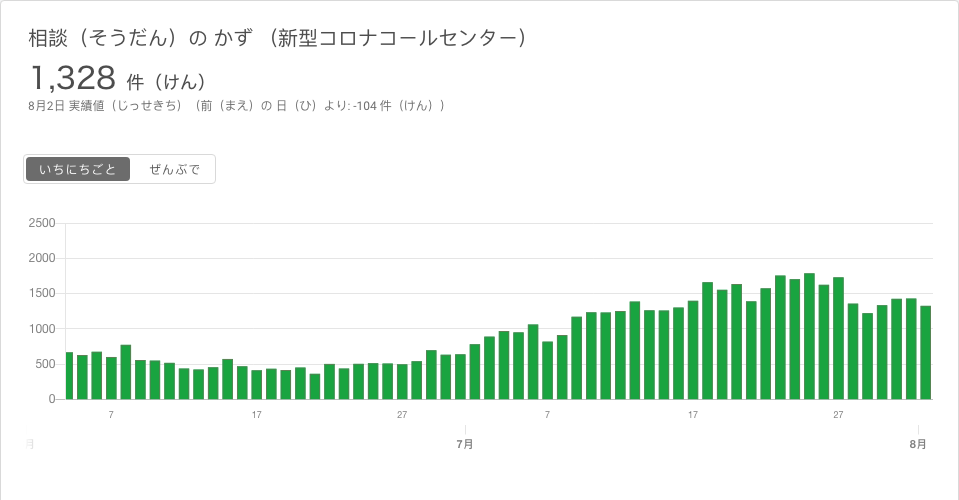 相談（そうだん）の かず （新型コロナコールセンター）
1,328 件（けん）
8月2日 実績値（じっせきち）（前（まえ）の 日（ひ）より: -104 件（けん））
いちにちごと ぜんぶで
2500
2000
1500
1000
500
0
7 17 27 7 17 27
月 7月 8月